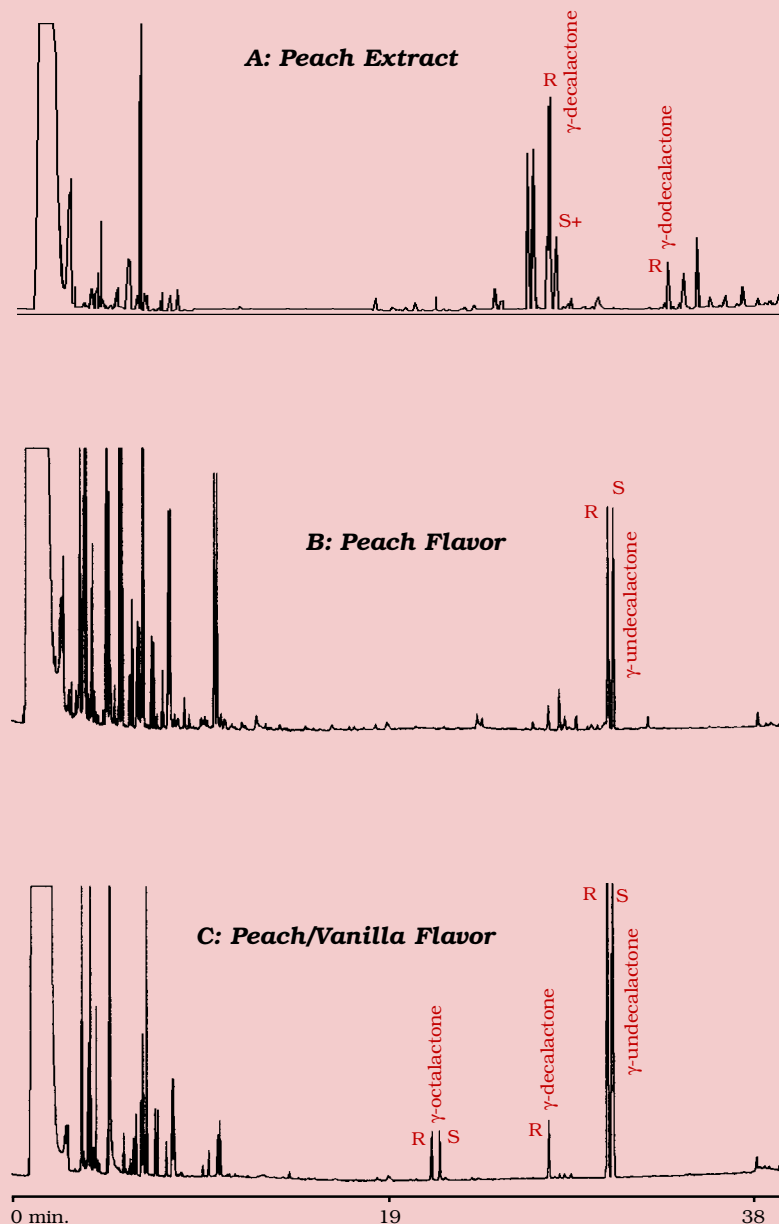 A: Peach Extract
R
γ-decalactone
S+
R
γ-dodecalactone
B: Peach Flavor
R
S
γ-undecalactone
C: Peach/Vanilla Flavor
R
γ-octalactone
S
R
γ-decalactone
R
S
γ-undecalactone
0 min.
19
38